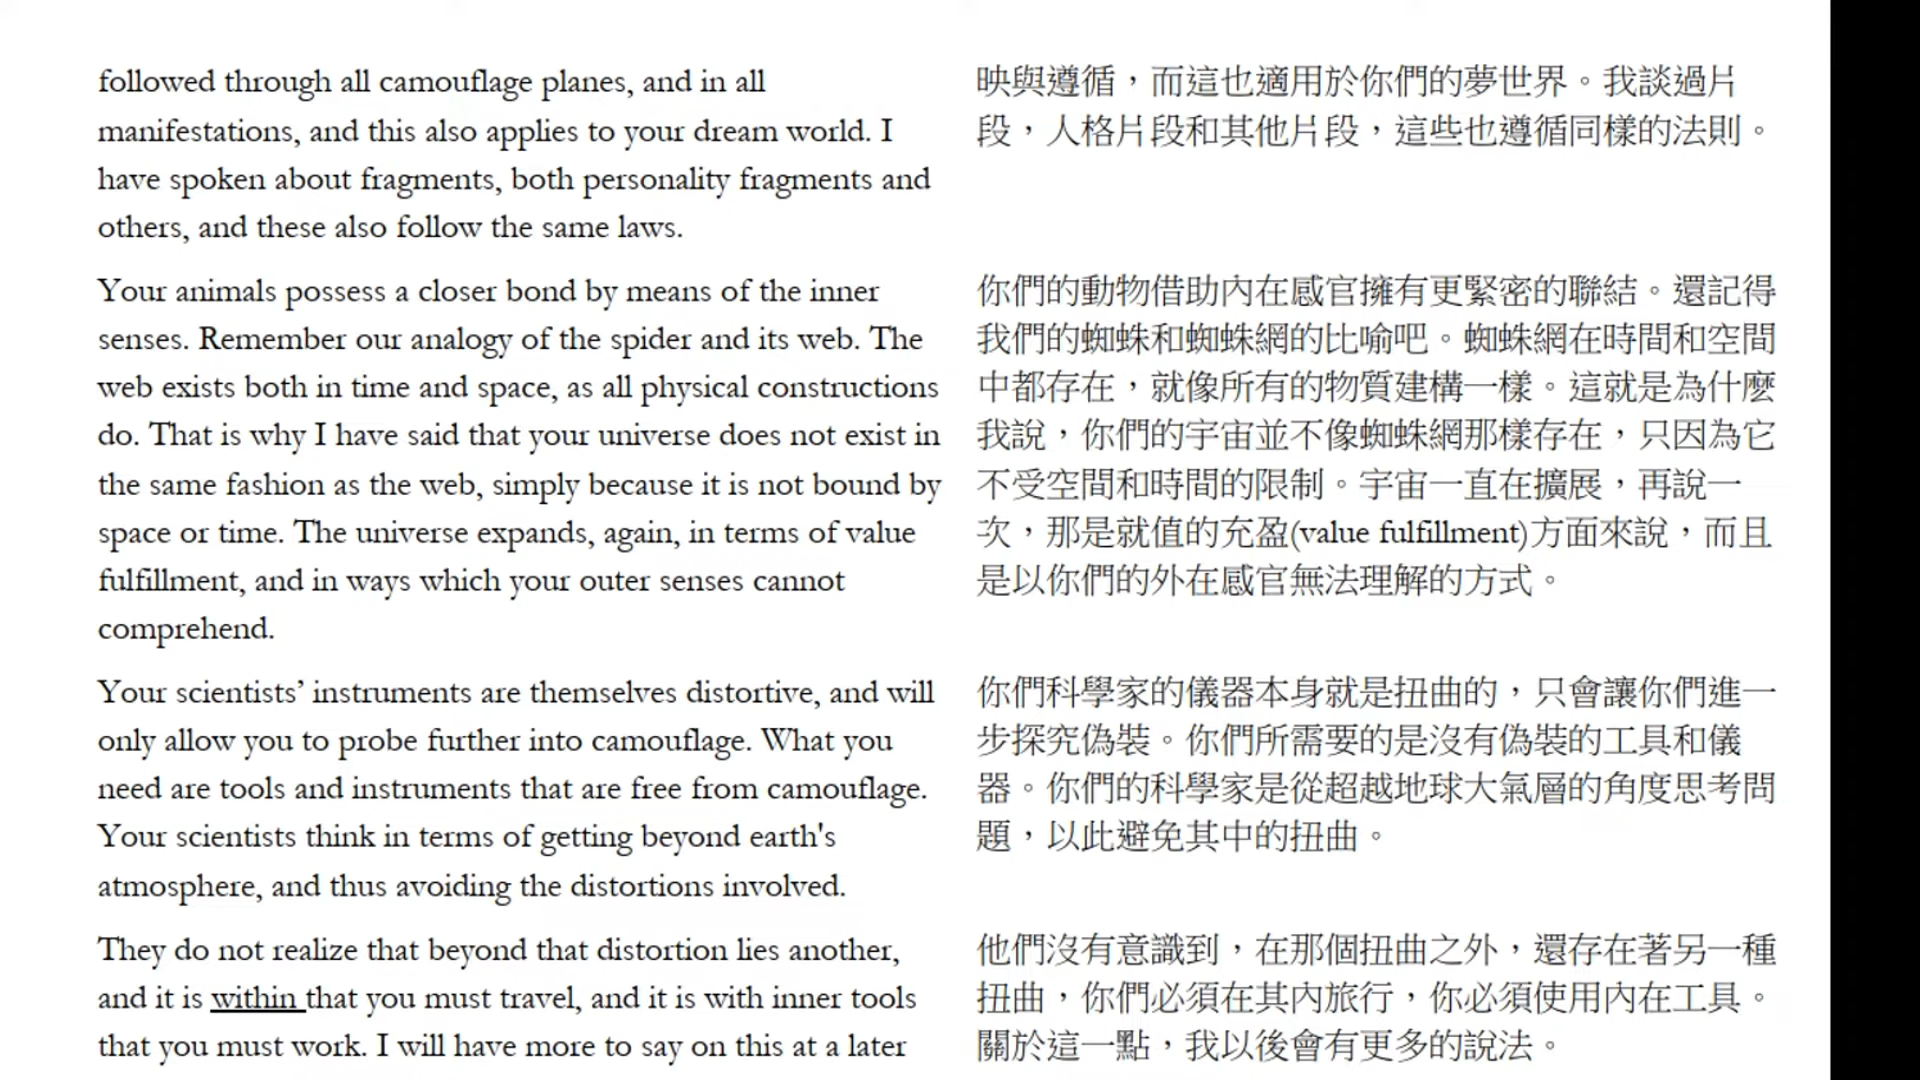 followed through all camouflage planes, and in all
manifestations, and this also applies to your dream world. I
have spoken about fragments, both personality fragments and
others, and these also follow the same laws.
映與遵循，而這也適用於你們的夢世界。我談過片
段，人格片段和其他片段，這些也遵循同樣的法則。
Your animals possess a closer bond by means of the inner
senses. Remember our analogy of the spider and its web. The
web exists both in time and space, as all physical constructions
do. That is why I have said that your universe does not exist in
the same fashion as the web, simply because it is not bound by
space or time. The universe expands, again, in terms of value
fulfillment, and in ways which your outer senses cannot
comprehend.
你們的動物借助內在感官擁有更緊密的聯結。還記得
我們的蜘蛛和蜘蛛網的比喻吧。蜘蛛網在時間和空間
中都存在，就像所有的物質建構一樣。這就是為什麼
我說，你們的宇宙並不像蜘蛛網那樣存在，只因為它
不受空間和時間的限制。宇宙一直在擴展，再說一
次，那是就值的充盈(value fulfillment)方面來說，而且
是以你們的外在感官無法理解的方式。
Your scientists’ instruments are themselves distortive, and will
only allow you to probe further into camouflage. What you
need are tools and instruments that are free from camouflage.
Your scientists think in terms of getting beyond earth's
atmosphere, and thus avoiding the distortions involved.
你們科學家的儀器本身就是扭曲的，只會讓你們進一
步探究偽裝。你們所需要的是沒有偽裝的工具和儀
器。你們的科學家是從超越地球大氣層的角度思考問
題，以此避免其中的扭曲。
They do not realize that beyond that distortion lies another,
and it is within that you must travel, and it is with inner tools
that you must work. I will have more to say on this at a later
他們沒有意識到，在那個扭曲之外，還存在著另一種
扭曲，你們必須在其內旅行，你必須使用內在工具。
關於這一點，我以後會有更多的說法。